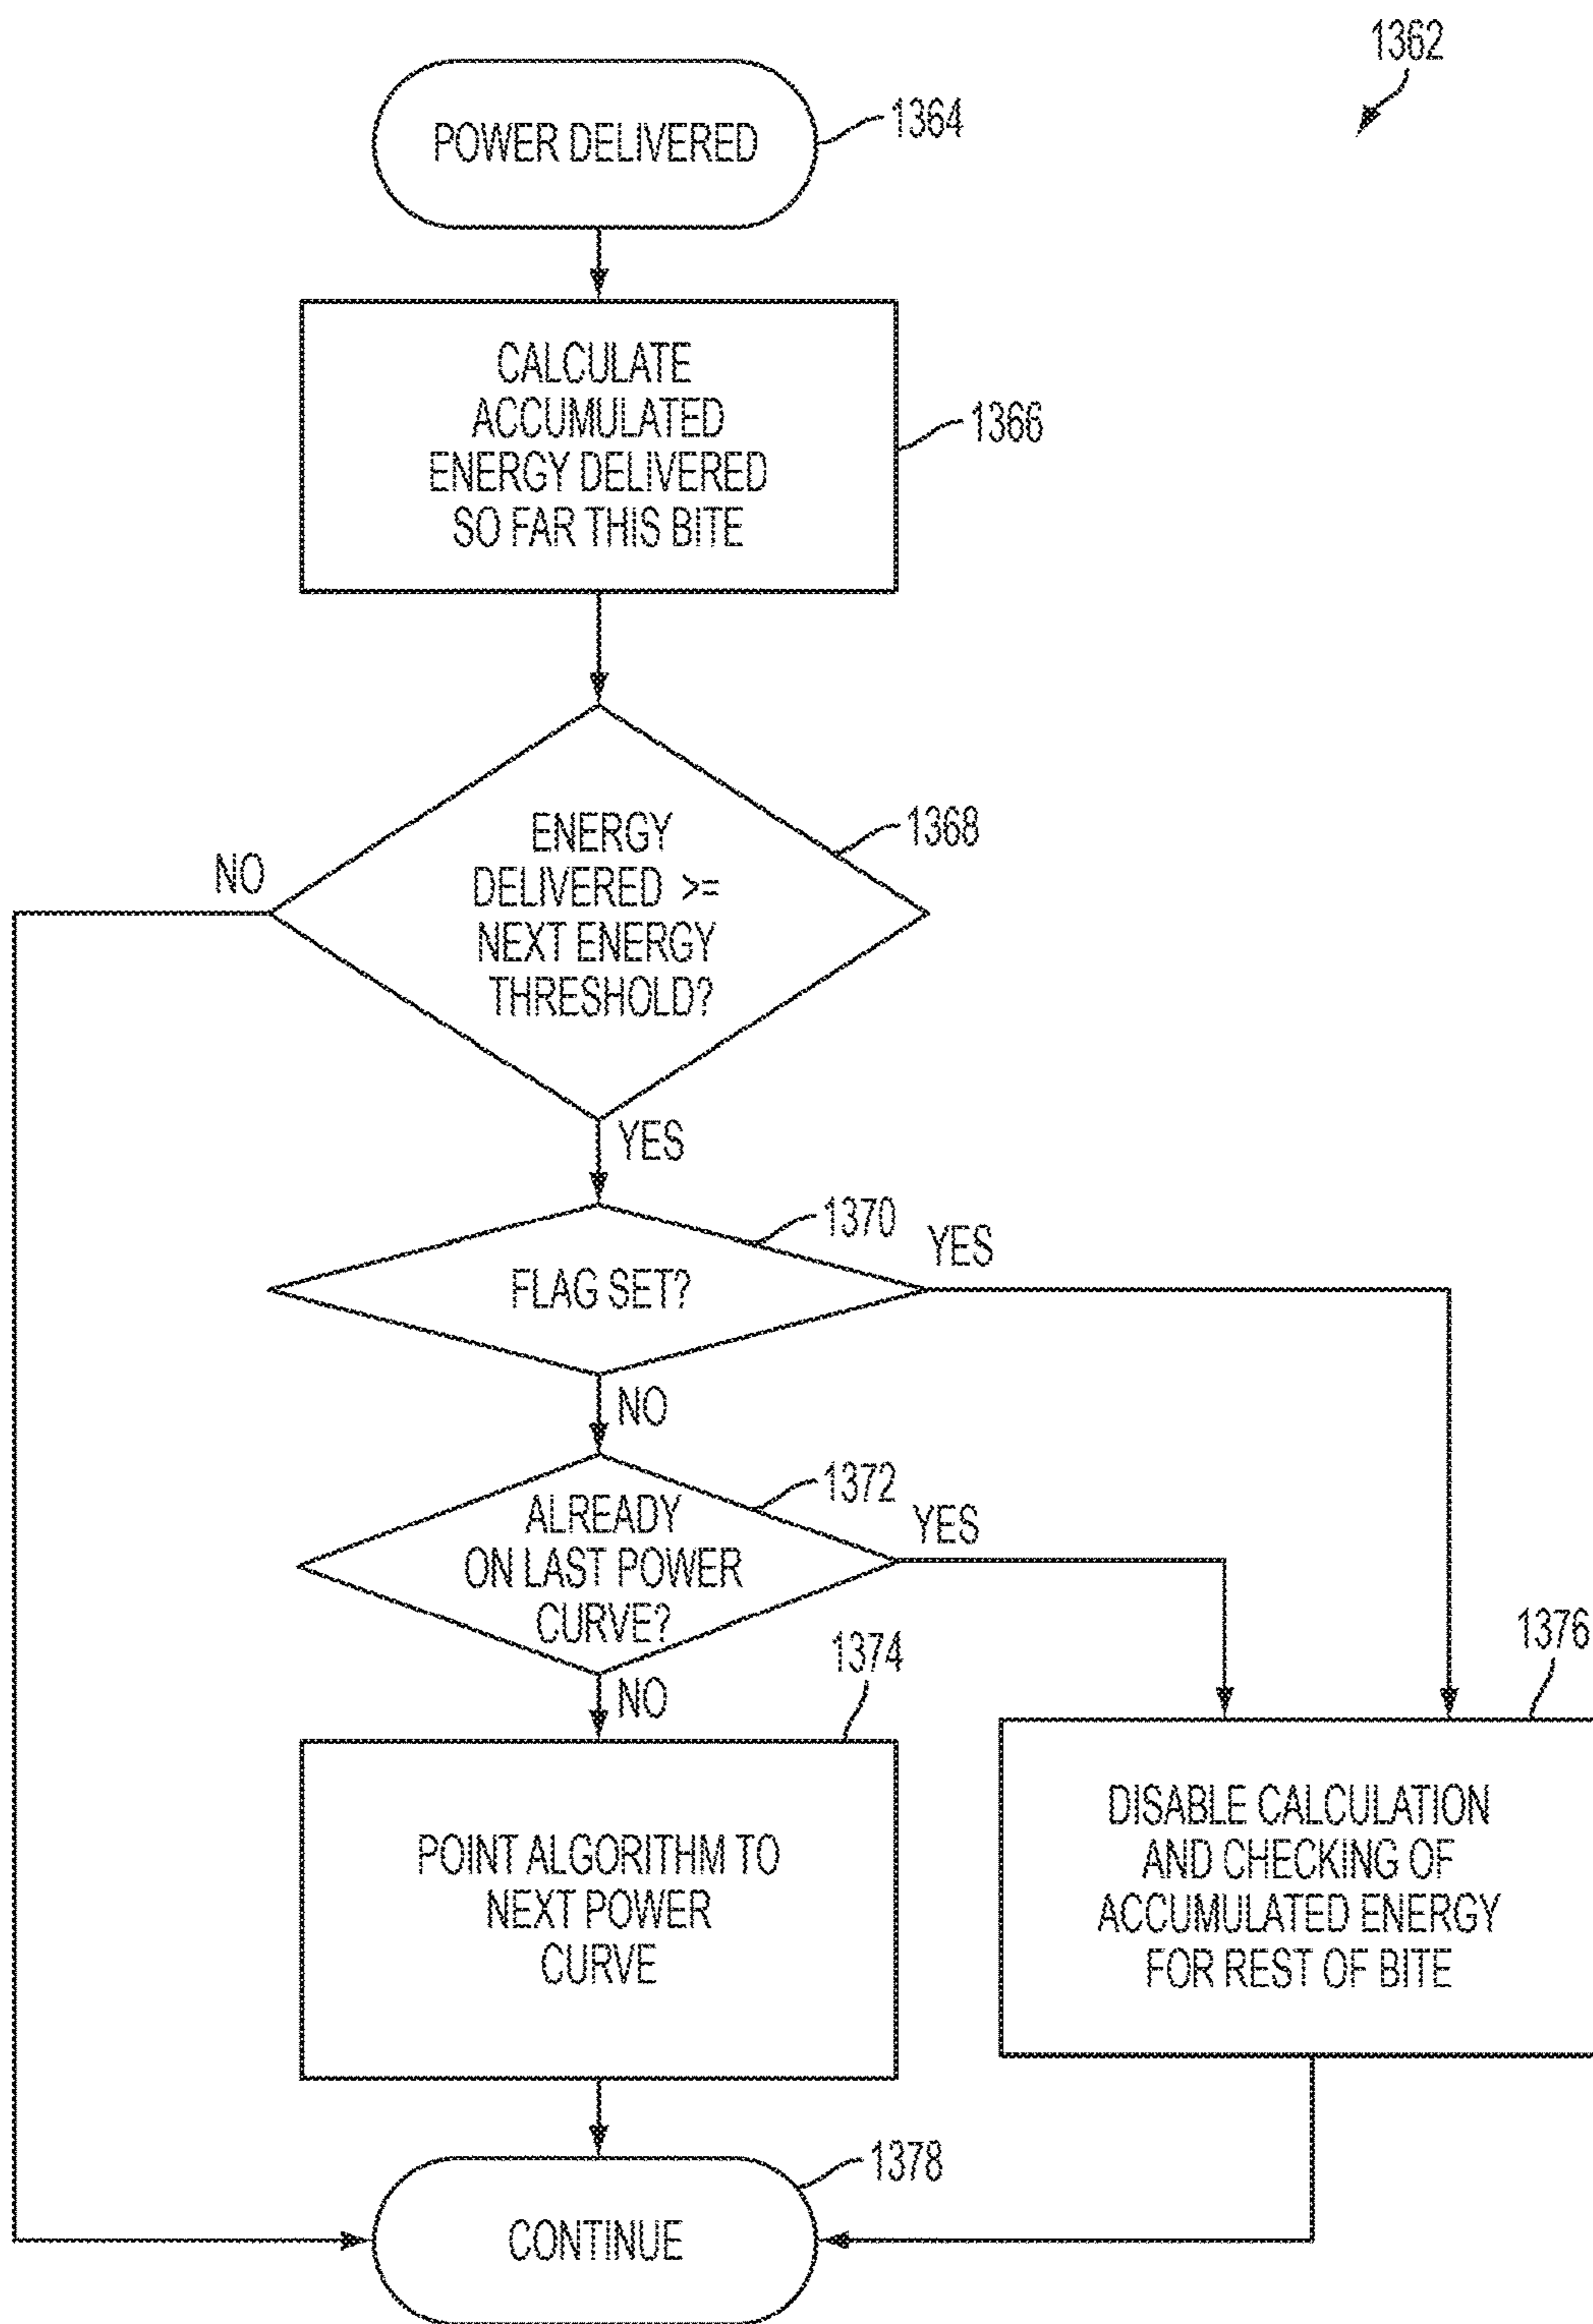 1362
POWER DELIVERED
1364
CALCULATE
ACCUMULATED
ENERGY DELIVERED
SO FAR THIS BITE
1366
ENERGY
DELIVERED >=
NEXT ENERGY
THRESHOLD?
1368
NO
YES
FLAG SET?
1370
YES
NO
ALREADY
ON LAST POWER
CURVE?
1372
YES
NO
1374
POINT ALGORITHM TO
NEXT POWER
CURVE
1376
DISABLE CALCULATION
AND CHECKING OF
ACCUMULATED ENERGY
FOR REST OF BITE
CONTINUE
1378